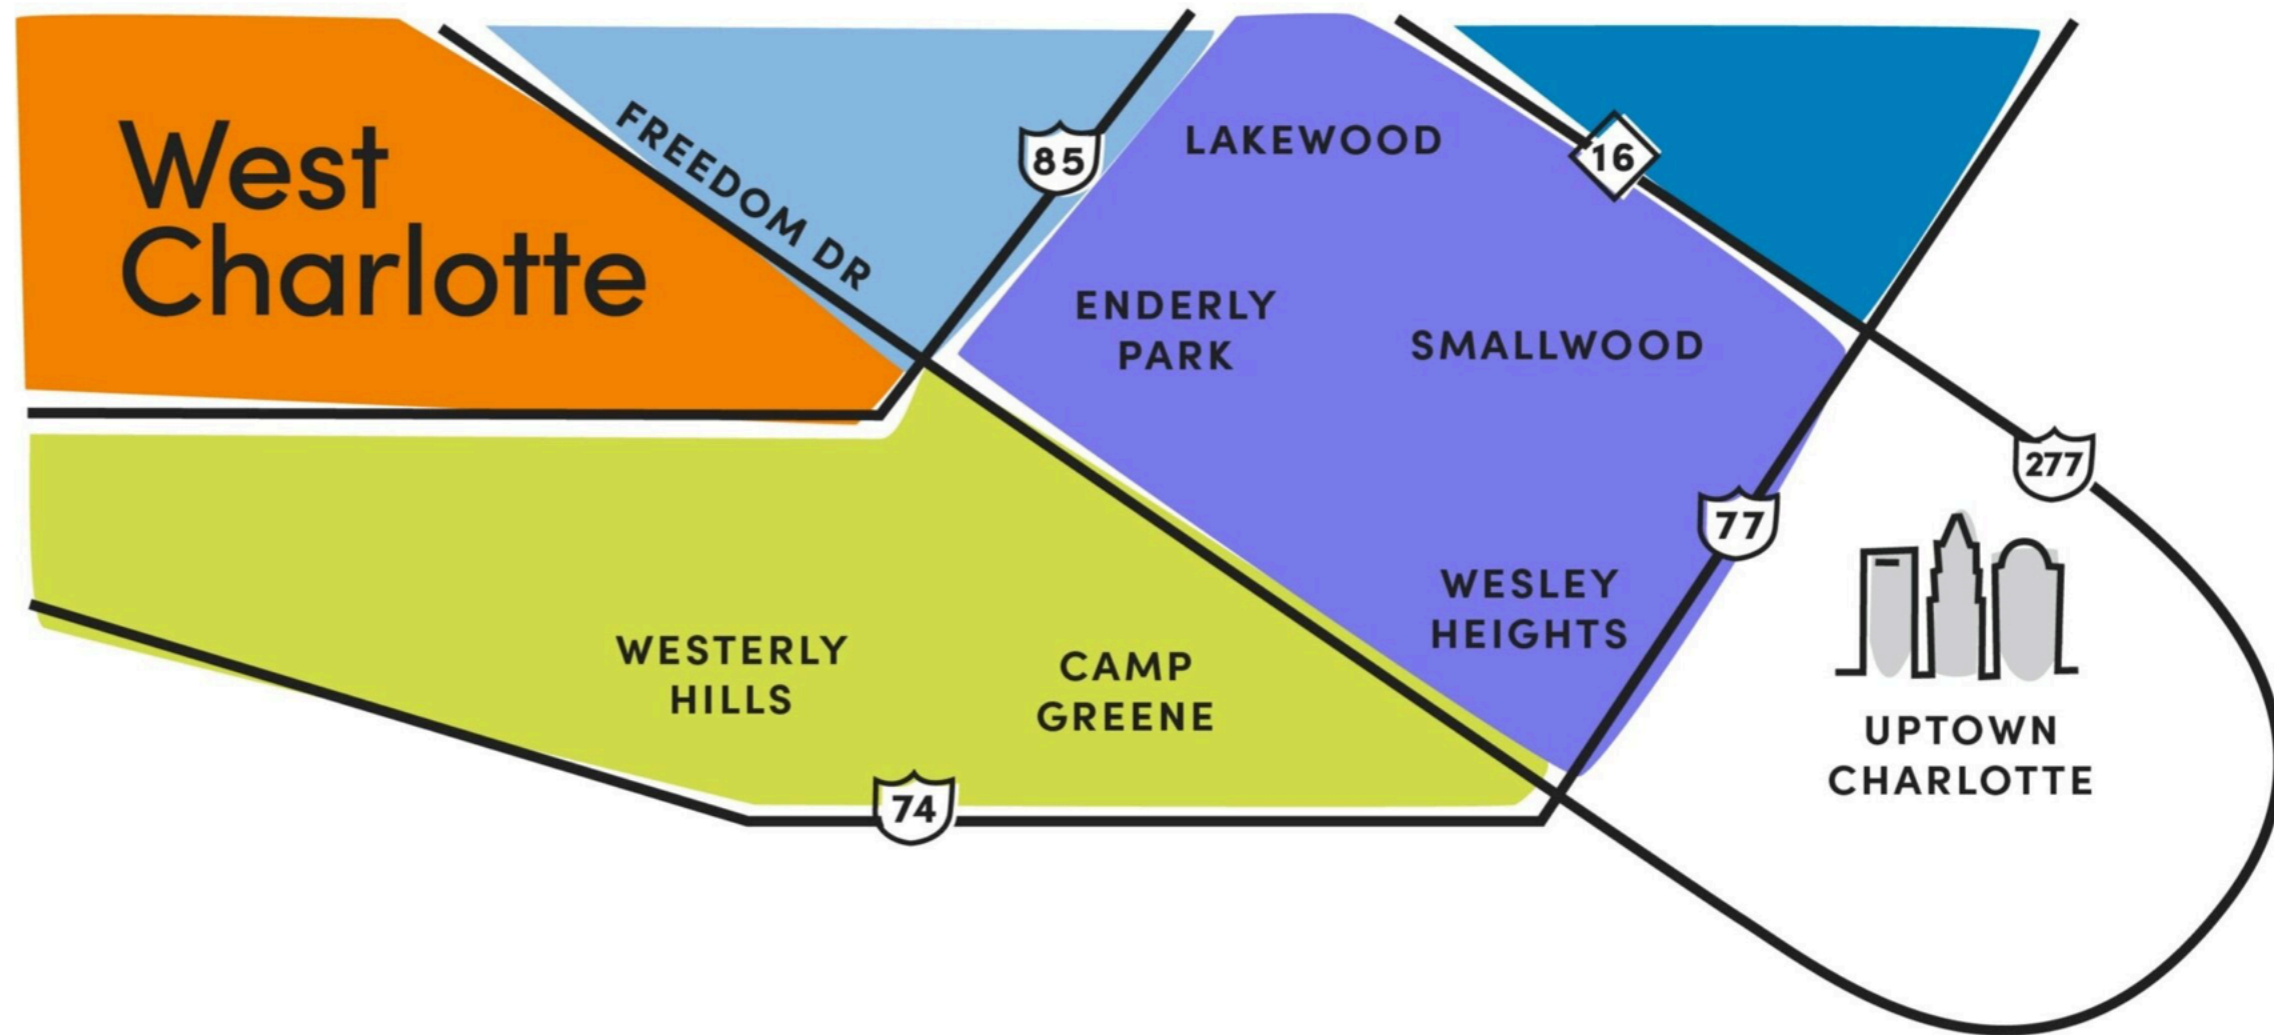 West
Charlotte
FREEDOM DR
85
LAKEWOOD
16
ENDERLY
PARK
SMALLWOOD
277
77
WESLEY
HEIGHTS
WESTERLY
HILLS
CAMP
GREENE
74
UPTOWN
CHARLOTTE